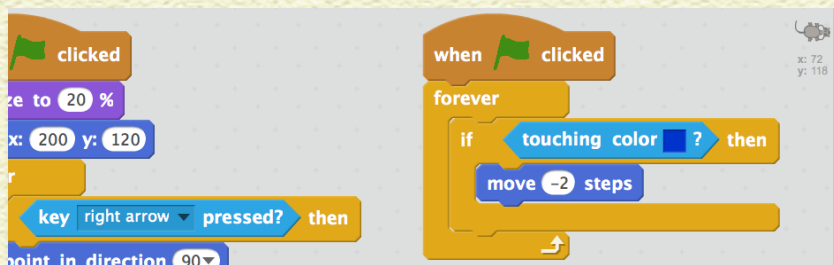 clicked
ze to 20 %
x: 200 y: 120
r
key right arrow pressed? then
point in direction 90
when clicked
forever
if touching color ? then
move -2 steps
x: 72
y: 118